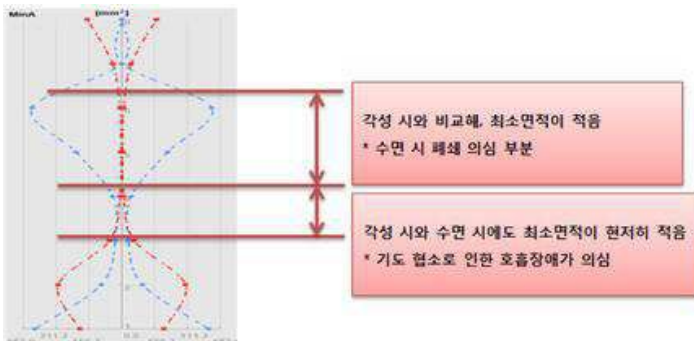 MinA (mm²)
각성 시와 비교해, 최소면적이 적음
* 수면 시 폐쇄 의심 부분
각성 시와 수면 시에도 최소면적이 현저히 적음
* 기도 협소로 인한 호흡장애가 의심
0.0